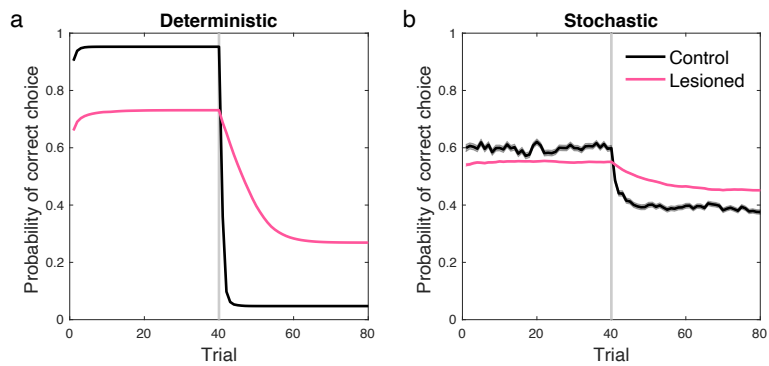 a
Deterministic
Probability of correct choice
1
0.8
0.6
0.4
0.2
0
0
20
40
60
80
Trial
b
Stochastic
Control
Lesioned
Probability of correct choice
1
0.8
0.6
0.4
0.2
0
0
20
40
60
80
Trial